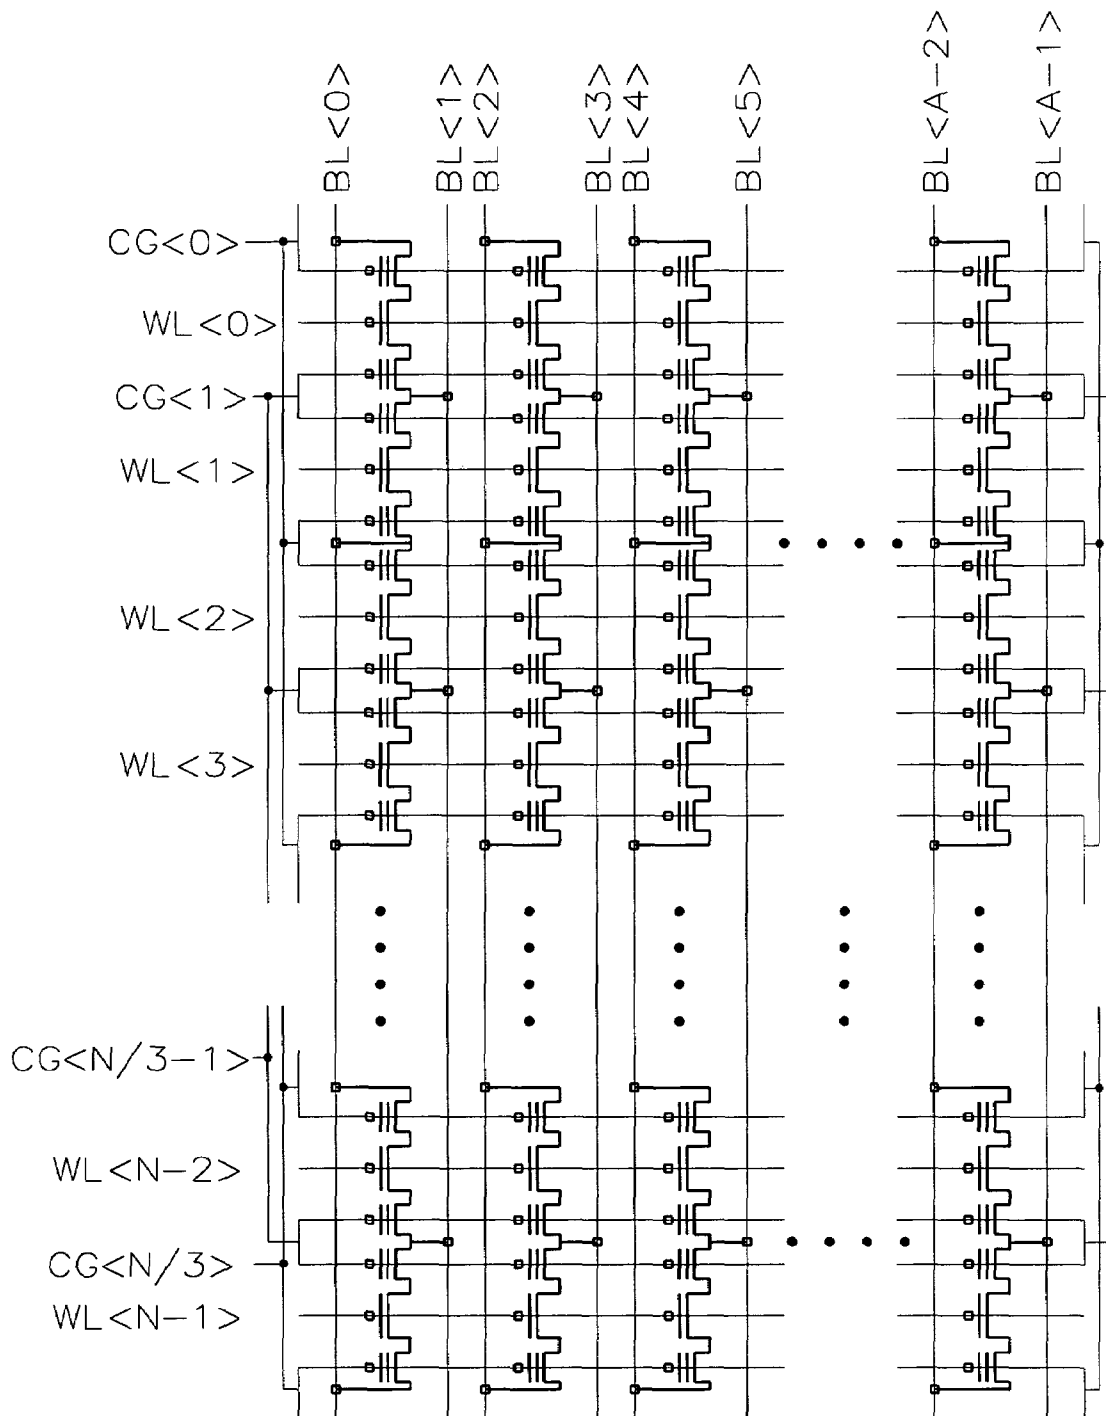 BL<0>
BL<1>
BL<2>
BL<3>
BL<4>
BL<5>
BL<A-2>
BL<A-1>
CG<0>
WL<0>
CG<1>
WL<1>
WL<2>
WL<3>
CG<N/3-1>
WL<N-2>
CG<N/3>
WL<N-1>